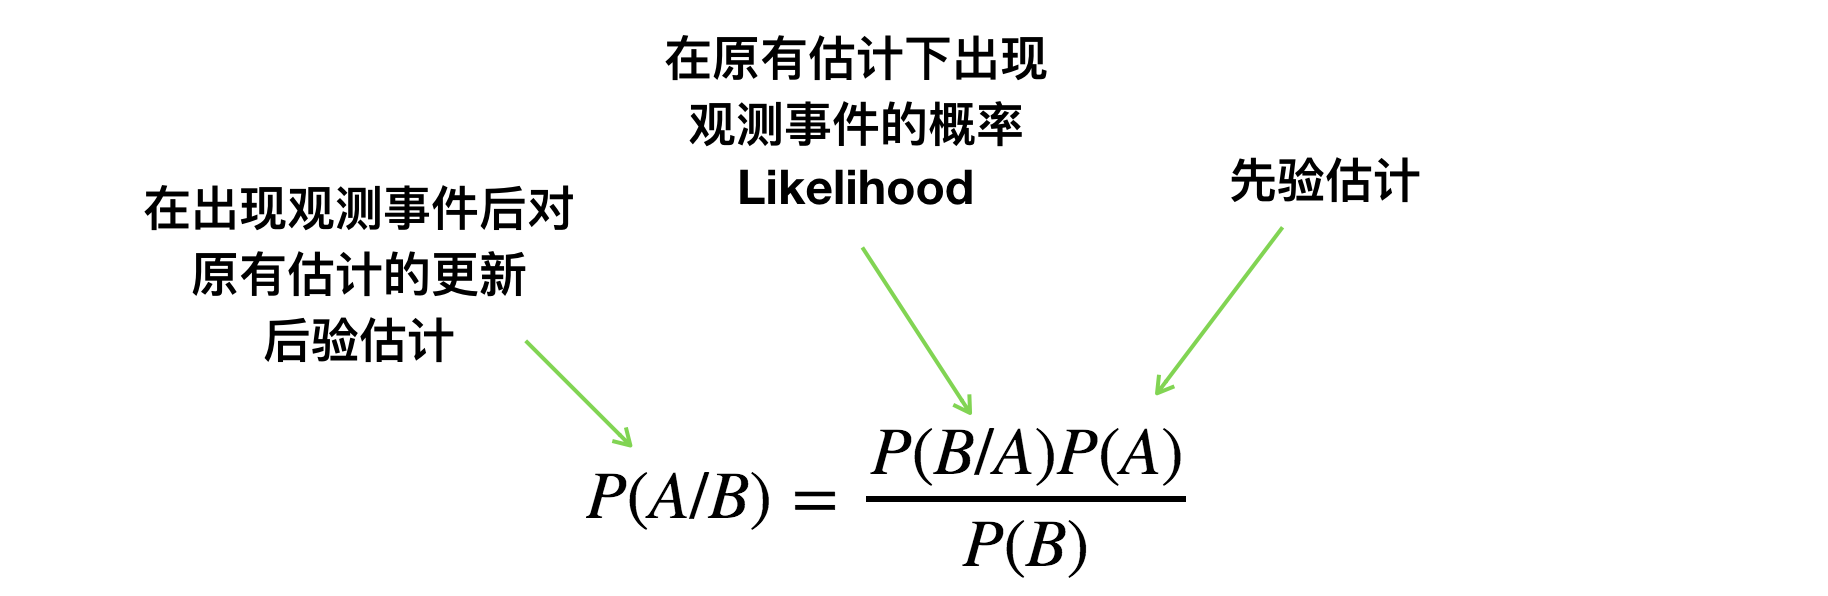 在原有估计下出现
观测事件的概率
Likelihood
先验估计
在出现观测事件后对
原有估计的更新
后验估计
P(A/B) = P(B/A)P(A)
P(B)